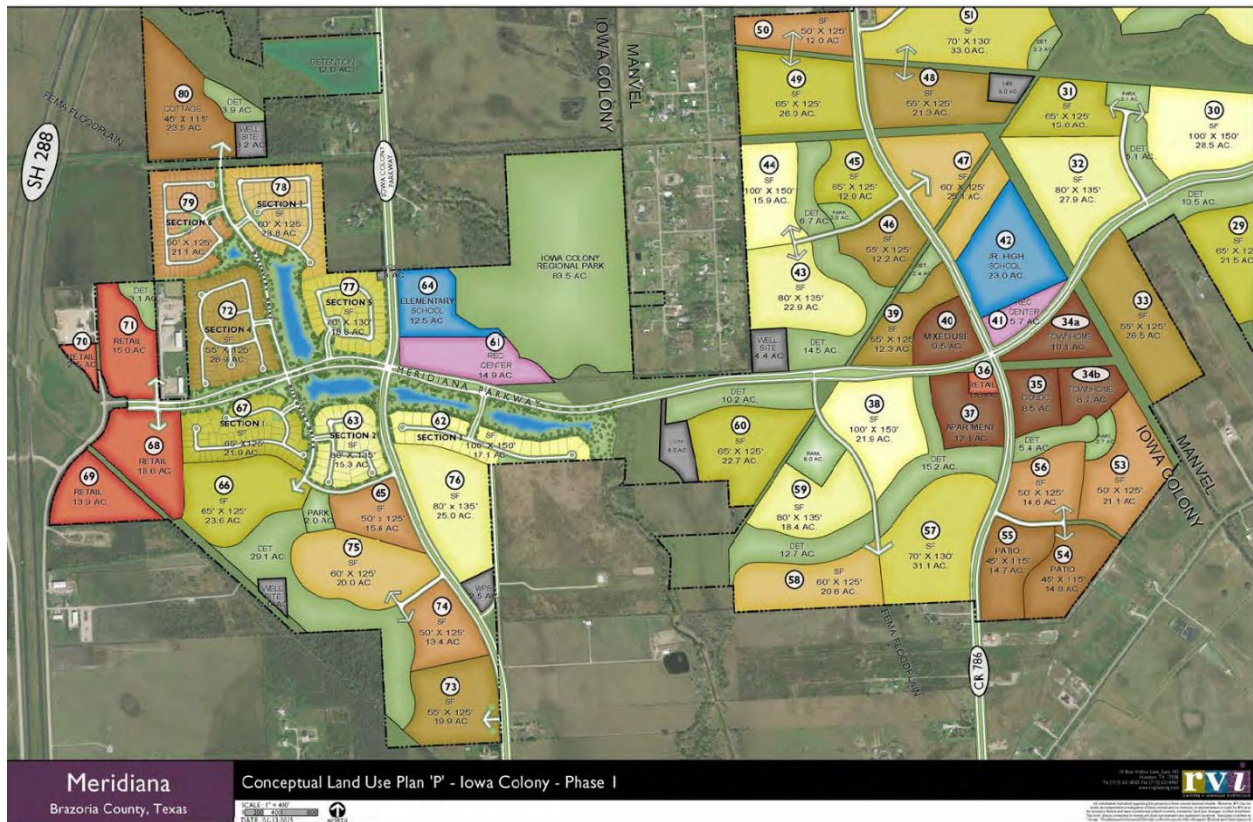 IOWA COLONY
MANVEL
SH 288
FEMA FLOODPLAIN
IOWA COLONY
PARKWAY
DETENTION
12.6 AC.
80
COTTAGE
45' X 115'
23.5 AC.
DET
3.9 AC.
WELL
SITE
79
SECTION 6
SF
50' X 125'
21.1 AC.
78
SECTION 7
SF
60' X 125'
23.8 AC.
77
SECTION 5
SF
70' X 130'
72
SECTION 4
SF
55' X 125'
DET
3.1 AC.
71
RETAIL
15.0 AC.
70
RETAIL
64
ELEMENTARY
SCHOOL
12.5 AC.
61
REC
CENTER
14.9 AC.
IOWA COLONY
REGIONAL PARK
83.5 AC.
MERIDIANA PARKWAY
67
SECTION 1
SF
65' X 125'
21.9 AC.
63
SECTION 2
SF
80' X 135'
15.3 AC.
62
SECTION 3
SF
100' X 150'
17.1 AC.
68
RETAIL
18.6 AC.
69
RETAIL
13.9 AC.
66
SF
65' X 125'
23.6 AC.
PARK
2.0 AC.
65
SF
50' x 125'
76
SF
80' x 135'
25.0 AC.
DET
29.1 AC.
WELL
SITE
75
SF
60' X 125'
20.0 AC.
WPS
74
SF
50' X 125'
13.4 AC.
73
SF
55' X 125'
19.9 AC.
50
SF
50' X 125'
12.0 AC.
51
SF
70' X 130'
33.0 AC.
DET
49
SF
65' X 125'
26.0 AC.
48
SF
55' X 125'
21.3 AC.
31
SF
65' X 125'
PARK
30
SF
100' X 150'
28.5 AC.
DET
5.1 AC.
44
SF
100' X 150'
15.9 AC.
45
SF
65' X 125'
12.0 AC.
47
SF
60' X 125'
32
SF
80' X 135'
27.9 AC.
DET
10.5 AC.
DET
6.7 AC.
PARK
46
SF
55' X 125'
12.2 AC.
DET
42
JR. HIGH
SCHOOL
23.0 AC.
29
SF
65' X 12
21.5 AC
43
SF
80' X 135'
22.9 AC.
33
SF
55' X 125'
26.5 AC.
WELL
SITE
4.4 AC.
DET
14.5 AC.
39
SF
55' X 125'
12.3 AC.
40
MIXED USE
9.5 AC.
41
REC
CENTER
5.7 AC.
34a
TOWNHOME
10.1 AC.
36
RETAIL
35
CONDO
8.5 AC.
34b
TOWNHOME
37
APARTMENT
12.1 AC.
DET
10.2 AC.
38
SF
100' X 150'
21.9 AC.
60
SF
65' X 125'
22.7 AC.
PARK
DET
15.2 AC.
DET
5.4 AC.
PARK
56
SF
50' X 125'
14.6 AC.
53
SF
50' X 125'
21.1 AC.
IOWA COLONY
MANVEL
59
SF
80' X 135'
18.4 AC.
57
SF
70' X 130'
31.1 AC.
DET
12.7 AC.
55
PATIO
45' X 115'
14.7 AC.
54
PATIO
45' X 115'
14.8 AC.
58
SF
60' X 125'
20.6 AC.
FEMA FLOODPLAIN
CR 786
Meridiana
Brazoria County, Texas
Conceptual Land Use Plan 'P' - Iowa Colony - Phase 1
SCALE: 1" = 400'
NORTH
rvi